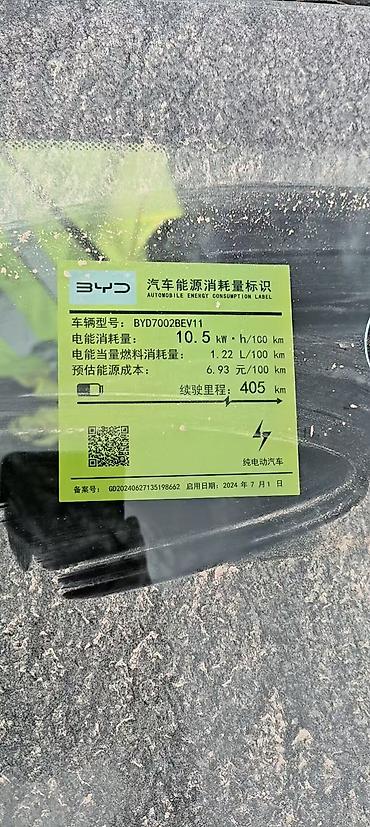 BYD
汽车能源消耗量标识
AUTOMOBILE ENERGY CONSUMPTION LABEL
车辆型号: BYD7002BEV11
电能消耗量: 10.5 kW·h/100 km
电能当量燃料消耗量: 1.22 L/100 km
预估能源成本: 6.93 元/100 km
续驶里程: 405 km
纯电动汽车
备案号: GD20240627135198662 启用日期: 2024 年 7 月 1 日